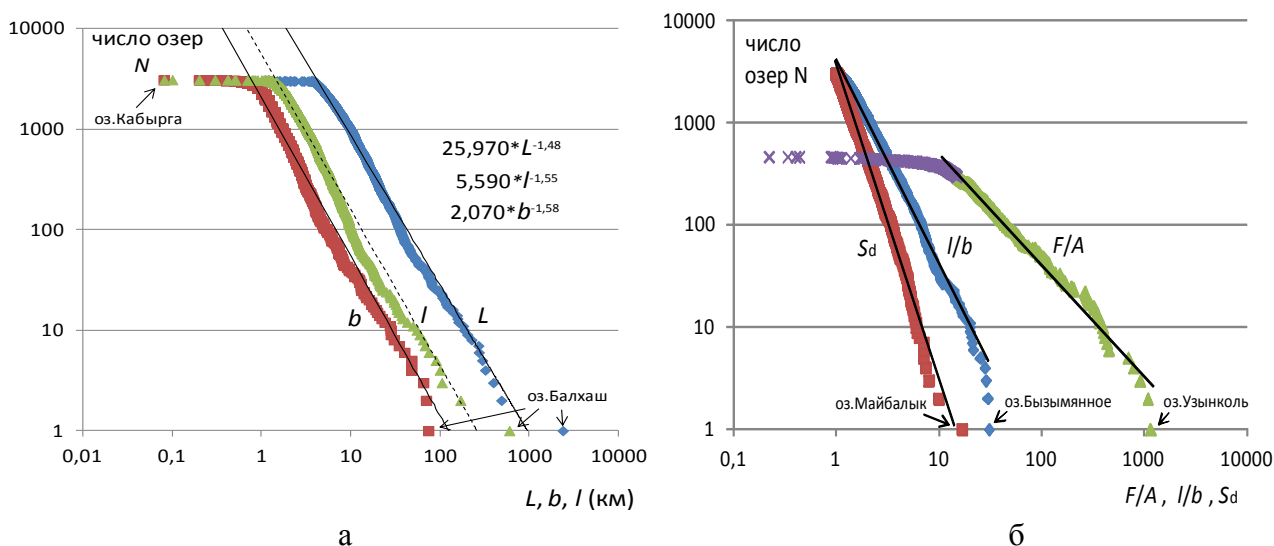 10000
число озер
N
1000
100
10
1
оз.Кабырга
25,970*L-1,48
5,590*l-1,55
2,070*b-1,58
b
l
L
оз.Балхаш
0,01
0,1
1
10
100
1000
10000
L, b, l (км)
а
10000
число
озер N
1000
100
10
1
Sd
l/b
F/A
оз.Майбалык
оз.Бызымянное
оз.Узынколь
0,1
1
10
100
1000
10000
F/A , l/b , Sd
б